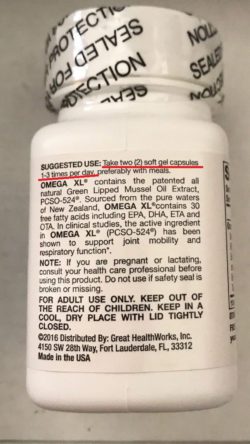 PROTECTION
SEALED FOR
NOTION
SEALED
PROTECTION
SUGGESTED USE: Take two (2) soft gel capsules
1-3 times per day, preferably with meals.
OMEGA XL® contains the patented all
natural Green Lipped Mussel Oil Extract,
PCSO-524®. Sourced from the pure waters
of New Zealand, OMEGA XL®contains 30
free fatty acids including EPA, DHA, ETA and
OTA. In clinical studies, the active ingredient
in OMEGA XL® (PCSO-524®) has been
shown to support joint mobility and
respiratory function*.
NOTE: If you are pregnant or lactating,
consult your health care professional before
using this product. Do not use if safety seal is
broken or missing.
FOR ADULT USE ONLY. KEEP OUT OF
THE REACH OF CHILDREN. KEEP IN A
COOL, DRY PLACE WITH LID TIGHTLY
CLOSED.
©2016 Distributed By: Great HealthWorks, Inc.
4150 SW 28th Way, Fort Lauderdale, FL, 33312
Made in the USA